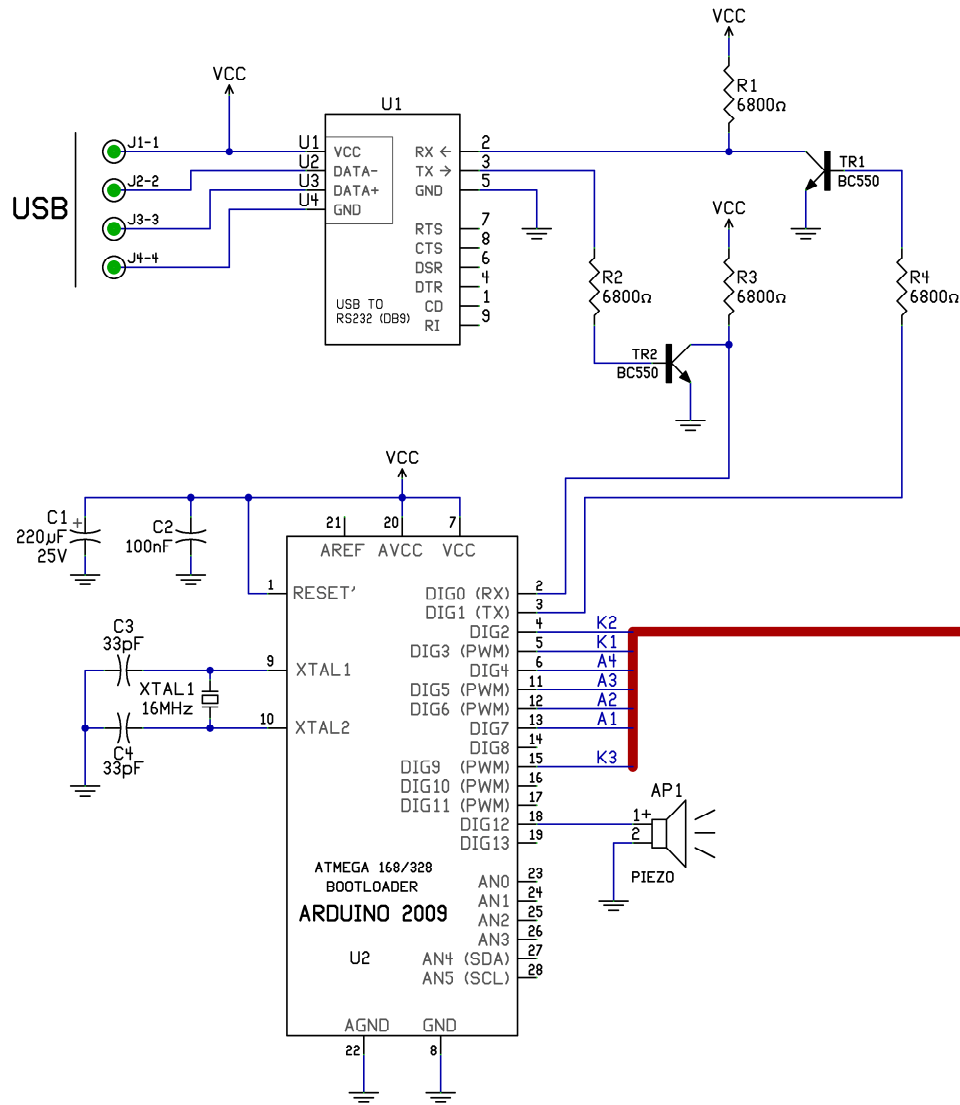 VCC
R1
6800Ω
VCC
U1
J1-1
U1
VCC
RX ←
2
J2-2
U2
DATA-
TX →
3
TR1
BC550
USB
U3
DATA+
GND
5
J3-3
U4
GND
VCC
RTS
7
CTS
8
J4-4
DSR
6
DTR
4
R2
6800Ω
R3
6800Ω
R4
6800Ω
USB TO
RS232 (DB9)
CD
1
RI
9
TR2
BC550
VCC
C1
+
220µF
25V
C2
100nF
21
20
7
AREF
AVCC
VCC
1
RESET'
DIG0 (RX)
2
DIG1 (TX)
3
C3
33pF
DIG2
4
K2
DIG3 (PWM)
5
K1
9
XTAL1
DIG4
6
A4
XTAL1
16MHz
DIG5 (PWM)
11
A3
DIG6 (PWM)
12
A2
10
XTAL2
DIG7
13
A1
C4
33pF
DIG8
14
DIG9 (PWM)
15
K3
DIG10 (PWM)
16
DIG11 (PWM)
17
AP1
DIG12
18
1+
DIG13
19
2
PIEZO
ATMEGA 168/328
BOOTLOADER
ARDUINO 2009
AN0
23
AN1
24
AN2
25
AN3
26
U2
AN4 (SDA)
27
AN5 (SCL)
28
AGND
GND
22
8